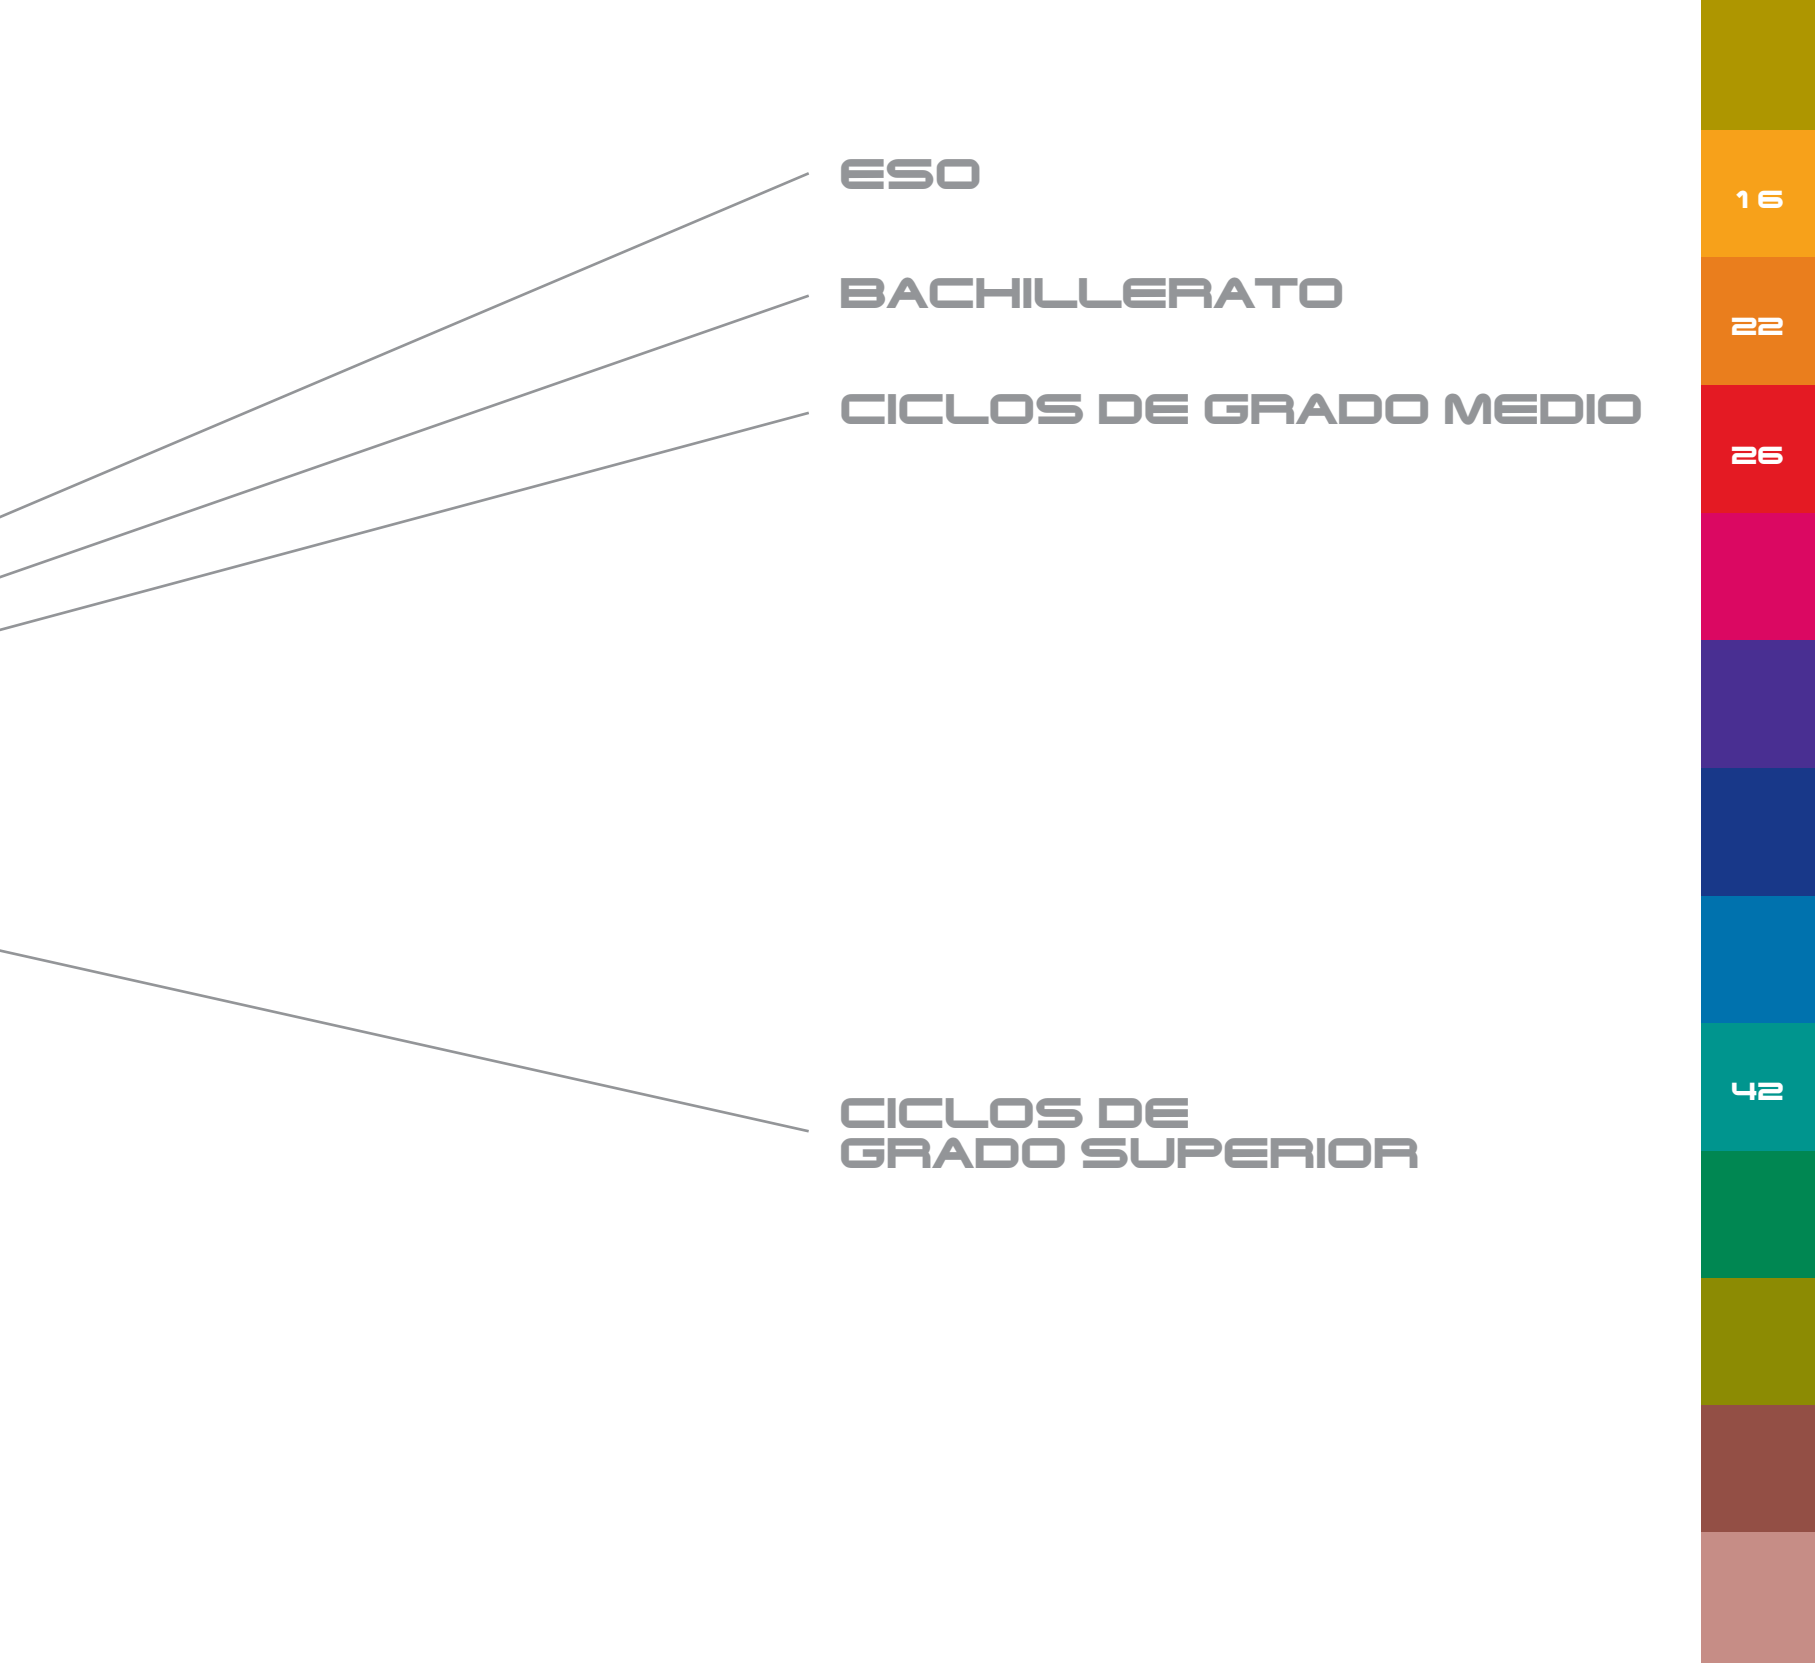 ESO
16
BACHILLERATO
22
CICLOS DE GRADO MEDIO
26
CICLOS DE
GRADO SUPERIOR
42